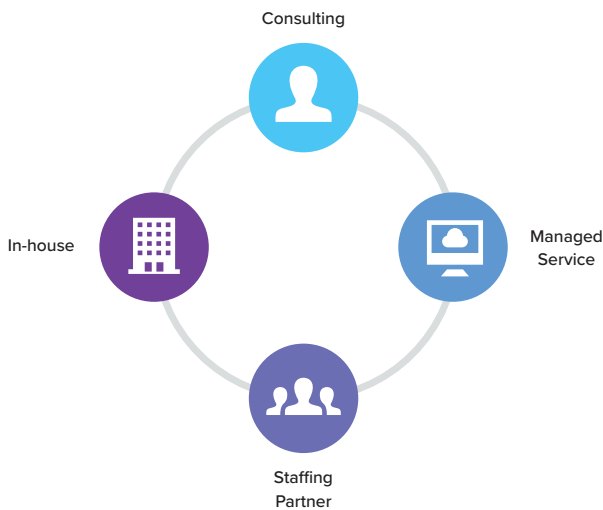 Consulting
In-house
Managed
Service
Staffing
Partner